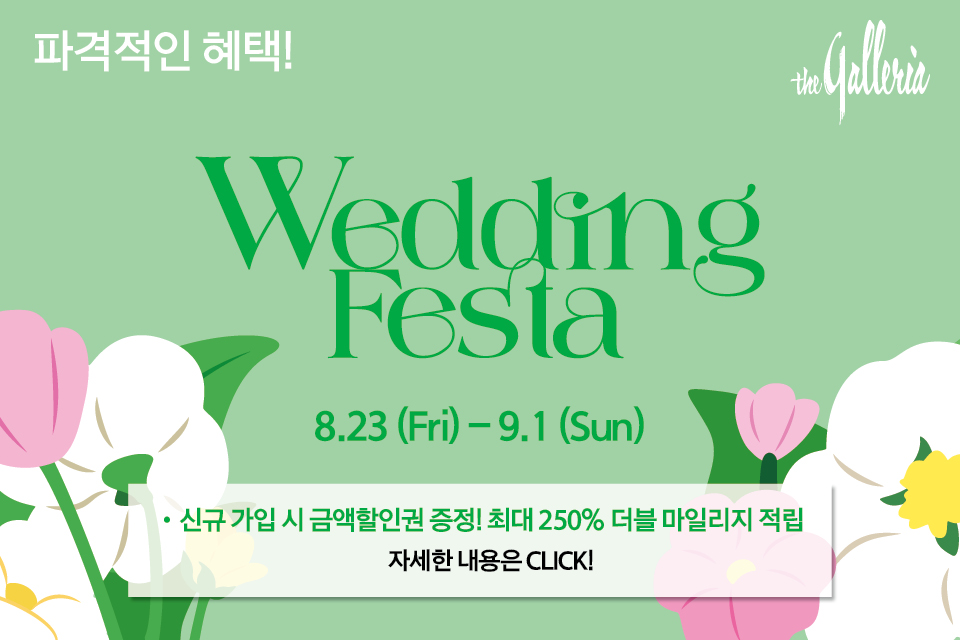 파격적인 혜택!
the Galleria
Wedding
Festa
8.23 (Fri) – 9.1 (Sun)
• 신규 가입 시 금액할인권 증정! 최대 250% 더블 마일리지 적립
자세한 내용은 CLICK!